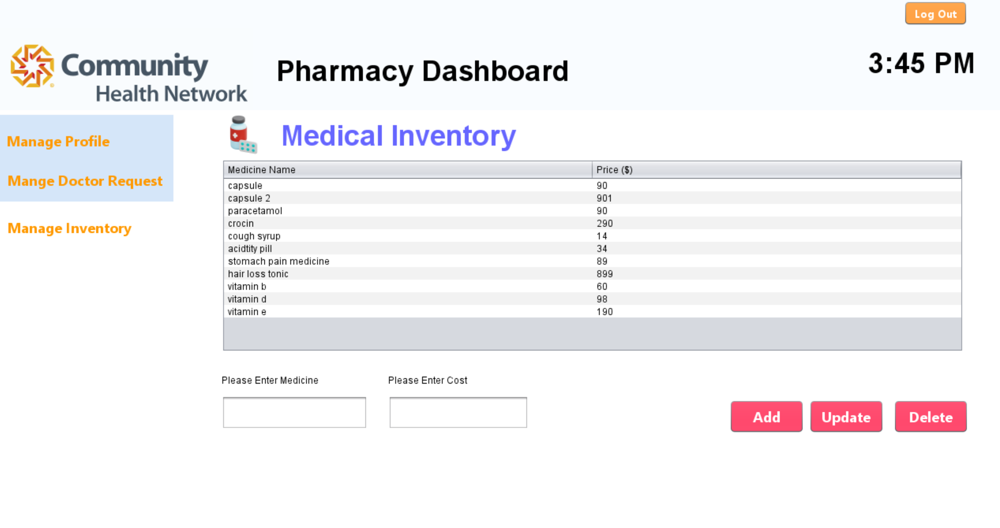 Log Out
Community
Health Network
Pharmacy Dashboard
3:45 PM
Manage Profile
Mange Doctor Request
Manage Inventory
Medical Inventory
Medicine Name Price ($)
capsule 90
capsule 2 901
paracetamol 90
crocin 290
cough syrup 14
acidtity pill 34
stomach pain medicine 89
hair loss tonic 899
vitamin b 60
vitamin d 98
vitamin e 190
Please Enter Medicine Please Enter Cost
Add Update Delete